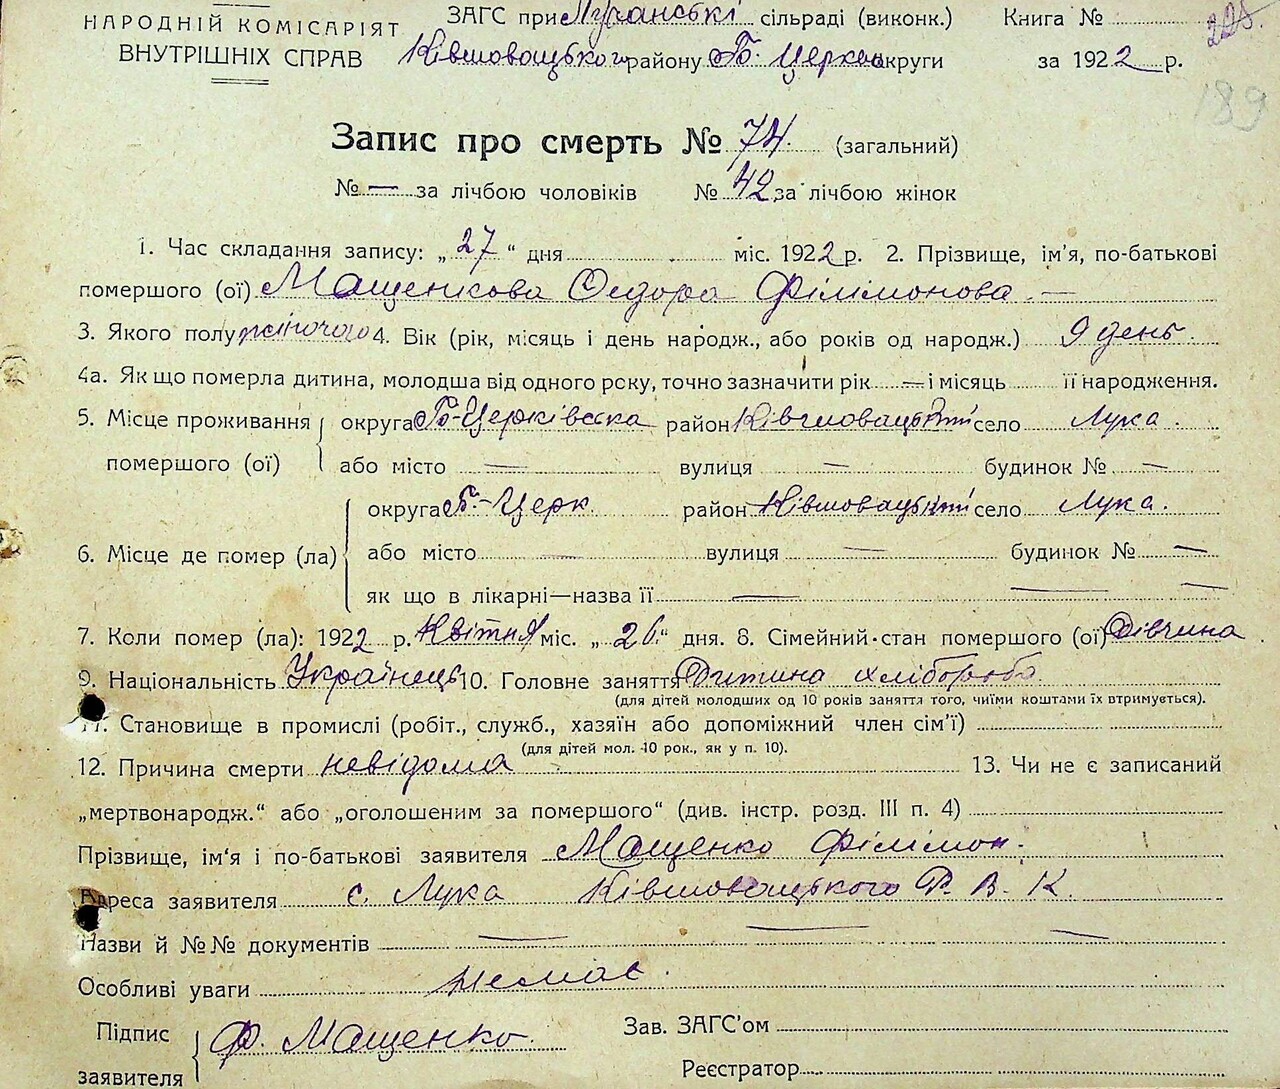 НАРОДНІЙ КОМІСАРІЯТ
ВНУТРІШНІХ СПРАВ
ЗАГС при Лучанські сільраді (виконк.) Книга №
228.
Ківшовацького району Б. Церков округи за 1922 р.
189
Запис про смерть № 74. (загальний)
№ — за лічбою чоловіків № 42 за лічбою жінок
1. Час складання запису: „27“ дня міс. 1922 р. 2. Прізвище, ім'я, по-батькові
помершого (ої) Мащенкова Федора Філімонова. —
3. Якого полу жіночого 4. Вік (рік, місяць і день народж., або років од народж.) 9 день.
4а. Як що померла дитина, молодша від одного року, точно зазначити рік — і місяць її народження.
5. Місце проживання округа Б-Церківська район Ківшовацький село Лука.
помершого (ої) або місто — вулиця — будинок № —
округа Б.-Церк. район Ківшовацький село Лука.
6. Місце де помер (ла) або місто — вулиця — будинок № —
як що в лікарні—назва її — — —
7. Коли помер (ла): 1922 р. Квітня міс. „26“ дня. 8. Сімейний стан помершого (ої) Дівчина.
9. Національність Українець 10. Головне заняття Дитина хлібороба
(для дітей молодших од 10 років заняття того, чиїми коштами їх втримується).
11. Становище в промислі (робіт., служб., хазяїн або допоміжний член сім'ї)
(для дітей мол. 10 рок., як у п. 10).
12. Причина смерти невідома 13. Чи не є записаний
„мертвонародж.“ або „оголошеним за помершого“ (див. інстр. розд. III п. 4)
Прізвище, ім'я і по-батькові заявителя Мащенко Філімон.
Адреса заявителя с. Лука Ківшовацького Р. В. К.
Назви й №№ документів — — —
Особливі уваги немає.
Підпис заявителя Ф. Мащенко.
Зав. ЗАГС'ом
Реєстратор